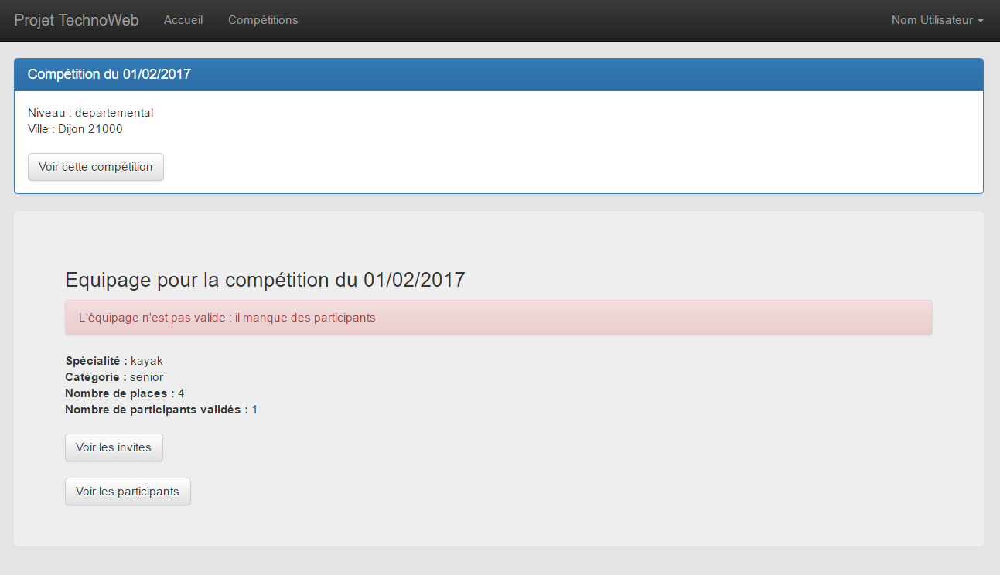 Projet TechnoWeb Accueil Compétitions Nom Utilisateur
Compétition du 01/02/2017
Niveau : departemental
Ville : Dijon 21000
Voir cette compétition
Equipage pour la compétition du 01/02/2017
L'équipage n'est pas valide : il manque des participants
Spécialité : kayak
Catégorie : senior
Nombre de places : 4
Nombre de participants validés : 1
Voir les invites
Voir les participants